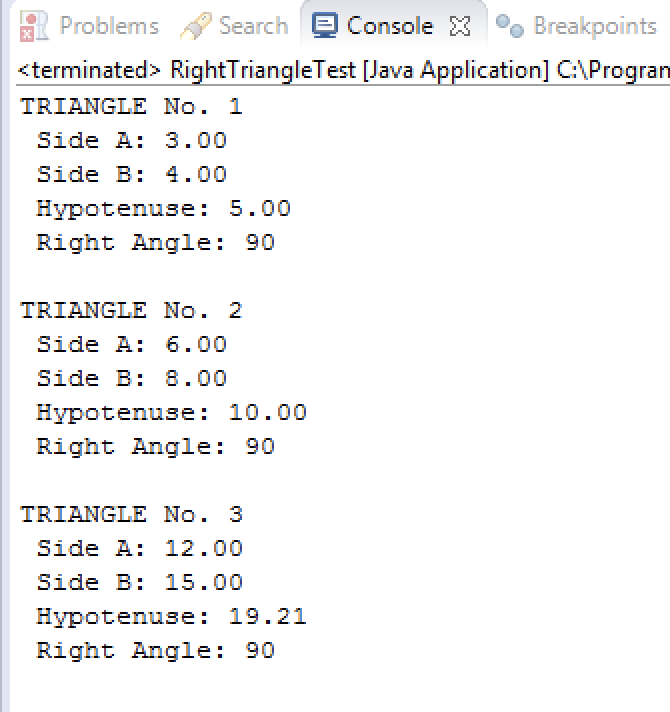 Problems Search Console Breakpoints
<terminated> RightTriangleTest [Java Application] C:\Program
TRIANGLE No. 1
Side A: 3.00
Side B: 4.00
Hypotenuse: 5.00
Right Angle: 90
TRIANGLE No. 2
Side A: 6.00
Side B: 8.00
Hypotenuse: 10.00
Right Angle: 90
TRIANGLE No. 3
Side A: 12.00
Side B: 15.00
Hypotenuse: 19.21
Right Angle: 90